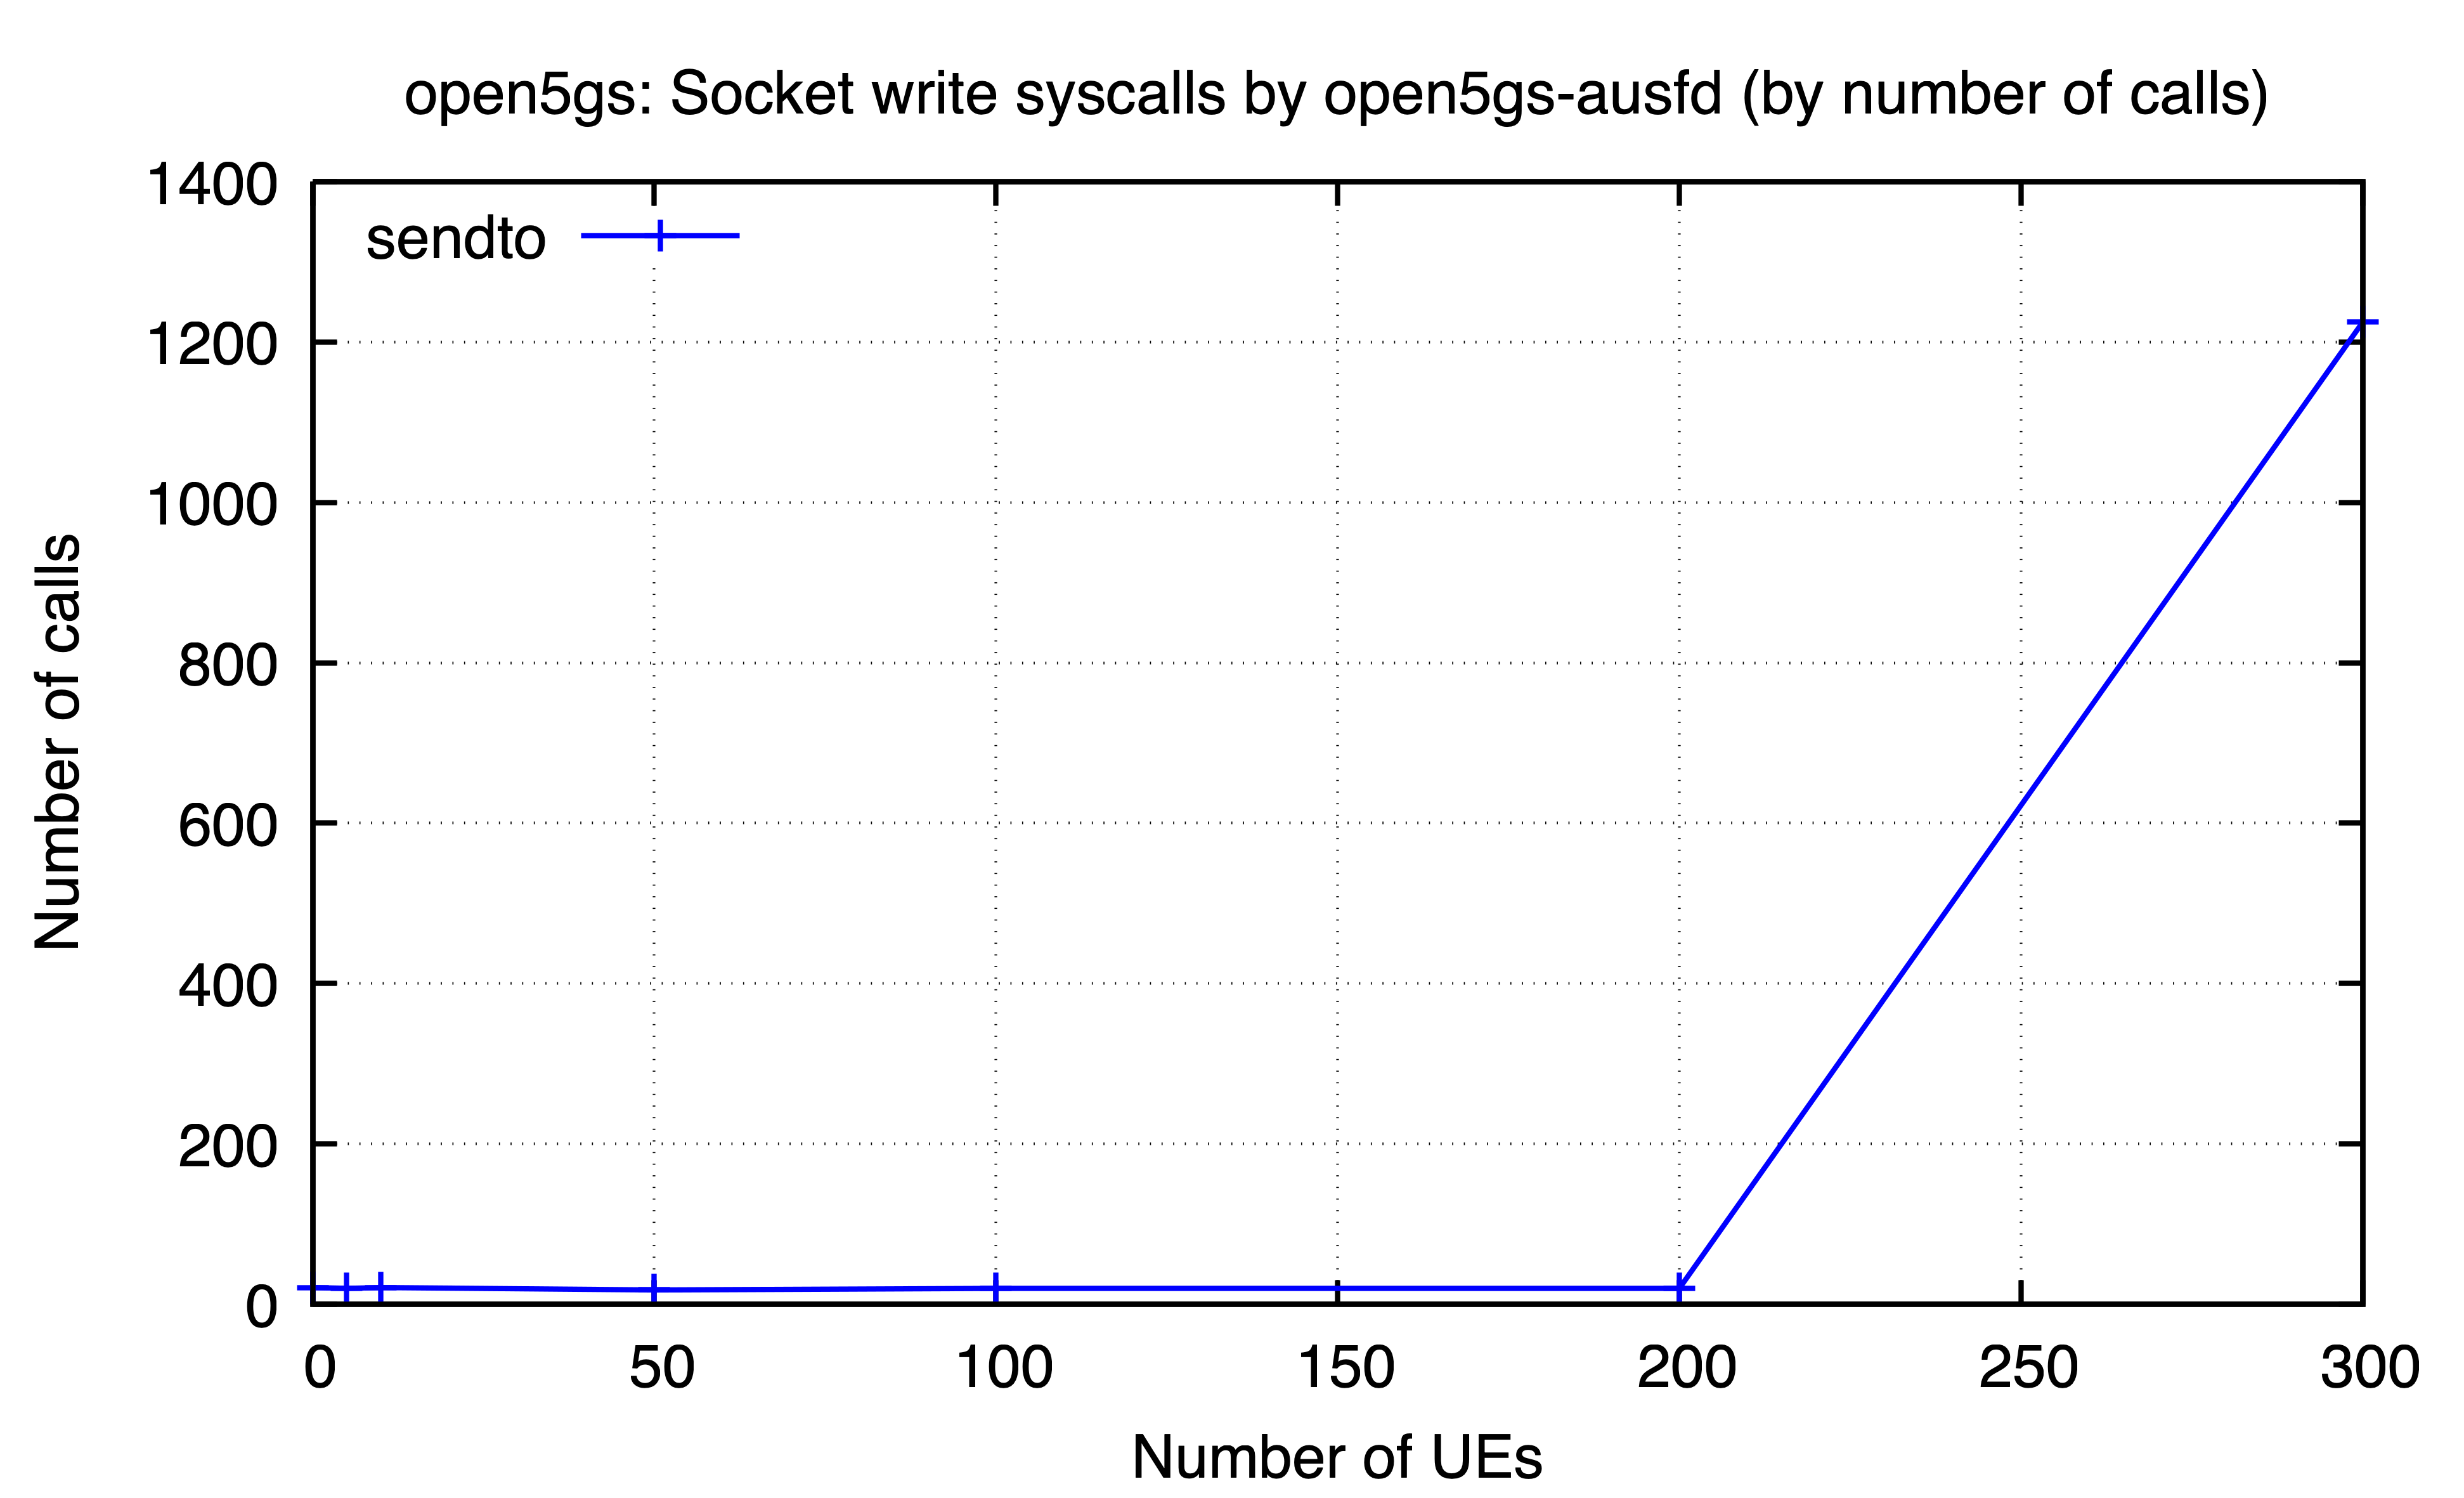 open5gs: Socket write syscalls by open5gs-ausfd (by number of calls)
sendto
Number of calls
1400
1200
1000
800
600
400
200
0
0 50 100 150 200 250 300
Number of UEs